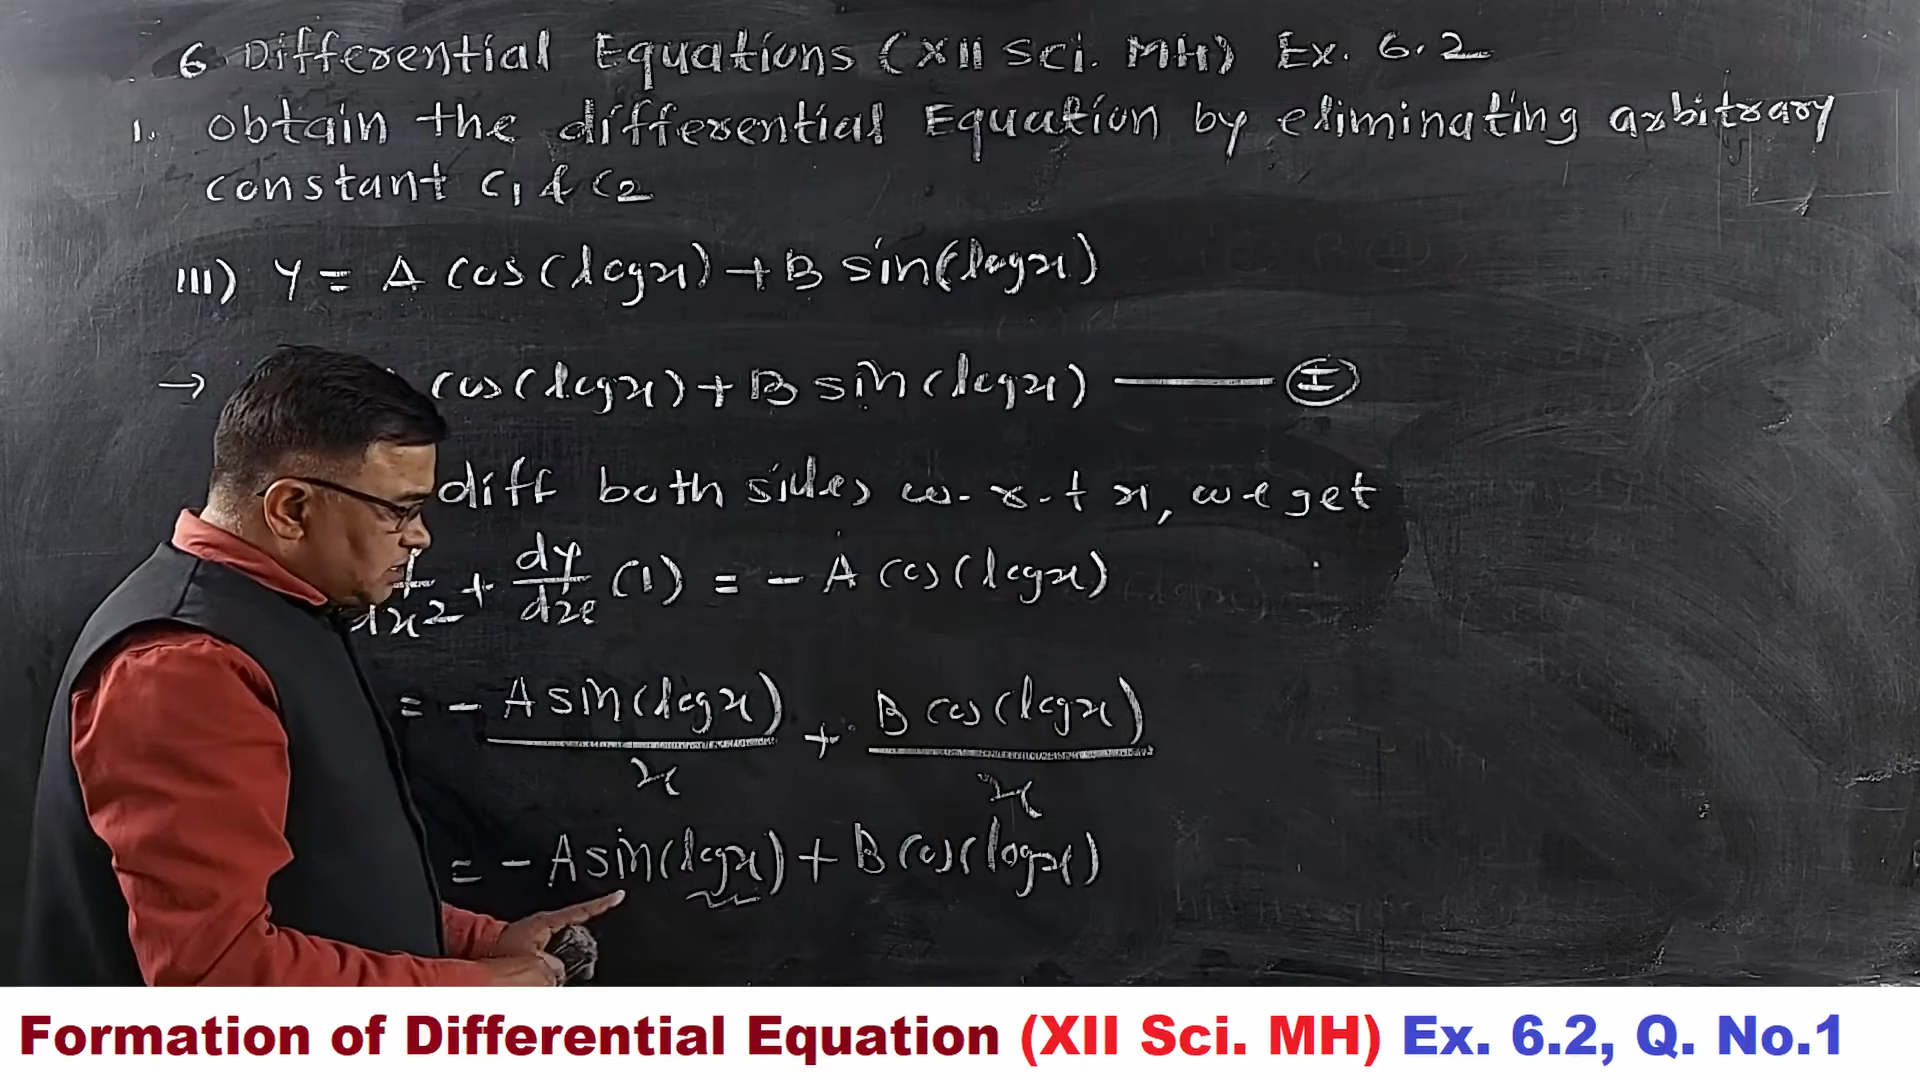 6 Differential Equations (XII Sci. MH) Ex. 6.2
1. Obtain the differential Equation by eliminating arbitrary
constant C1 & C2
III) Y = A cos(logx) + B sin(logx)
→ cos(logx) + B sin(logx) —— I
diff both sides w.r.t x, we get
dx2 + dy/dx (1) = - A cos(logx)
= - A sin(logx)/x + B cos(logx)/x
= - A sin(logx) + B cos(logx)
Formation of Differential Equation (XII Sci. MH) Ex. 6.2, Q. No.1